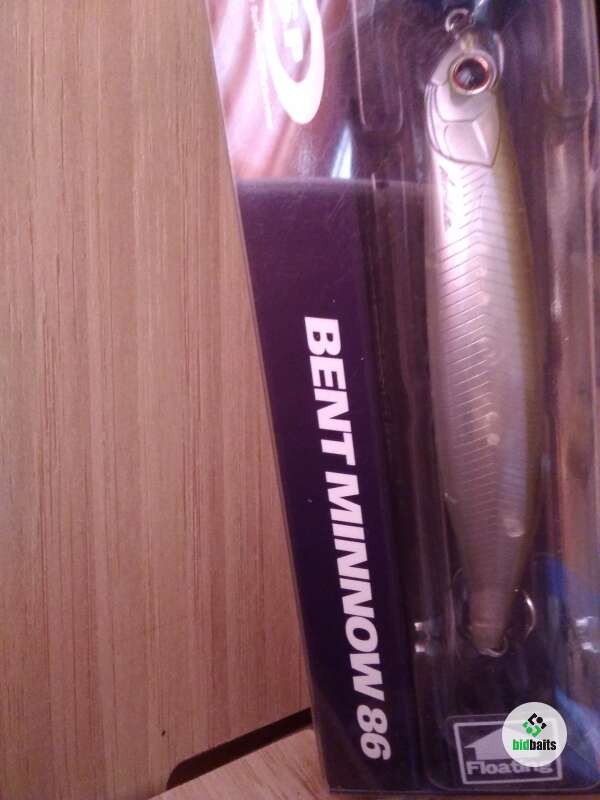 BENT MINNOW 86
Floating
bidbaits